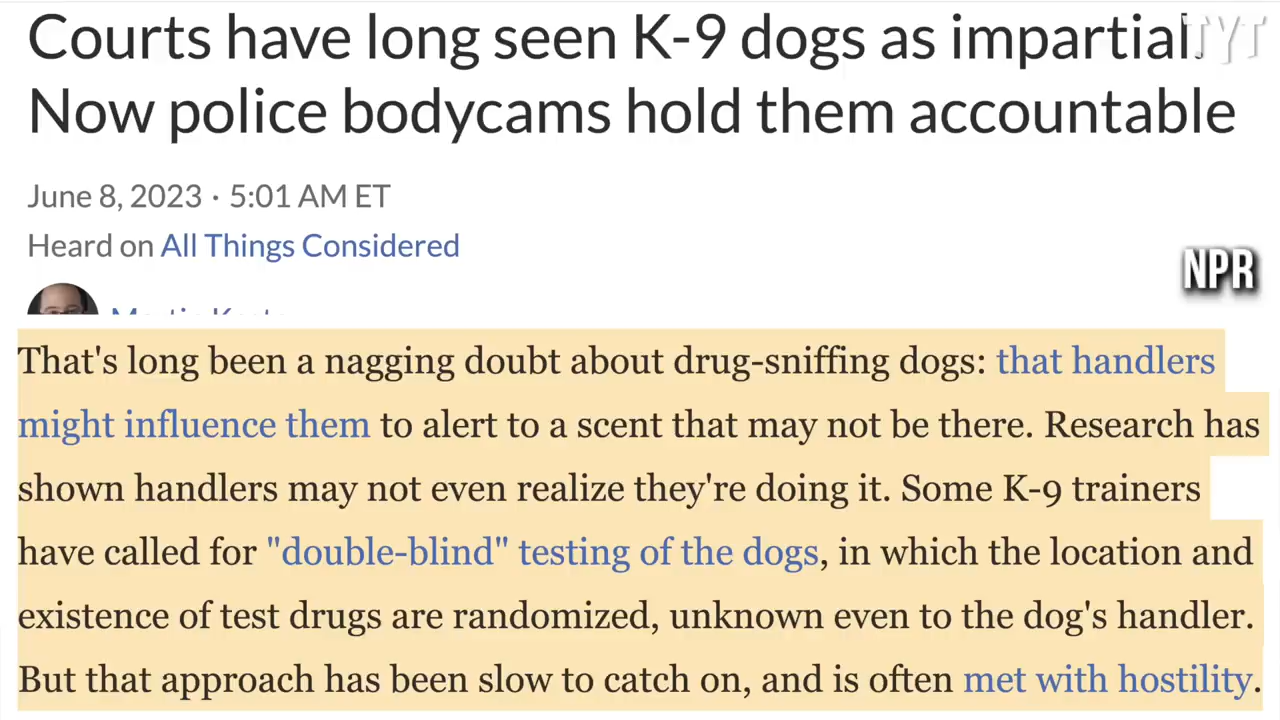 Courts have long seen K-9 dogs as impartial.
TYT
Now police bodycams hold them accountable
June 8, 2023 · 5:01 AM ET
Heard on All Things Considered
NPR
That's long been a nagging doubt about drug-sniffing dogs: that handlers
might influence them to alert to a scent that may not be there. Research has
shown handlers may not even realize they're doing it. Some K-9 trainers
have called for "double-blind" testing of the dogs, in which the location and
existence of test drugs are randomized, unknown even to the dog's handler.
But that approach has been slow to catch on, and is often met with hostility.